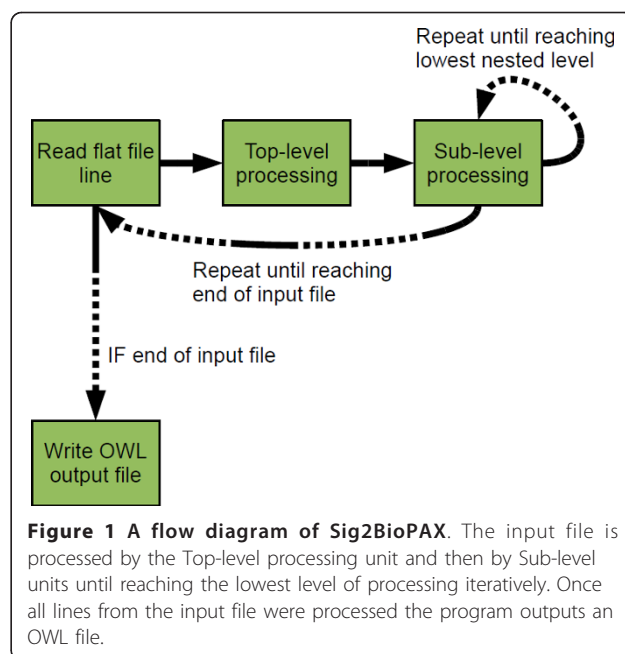 Repeat until reaching
lowest nested level
Read flat file
line
Top-level
processing
Sub-level
processing
Repeat until reaching
end of input file
IF end of input file
Write OWL
output file
Figure 1 A flow diagram of Sig2BioPAX. The input file is
processed by the Top-level processing unit and then by Sub-level
units until reaching the lowest level of processing iteratively. Once
all lines from the input file were processed the program outputs an
OWL file.